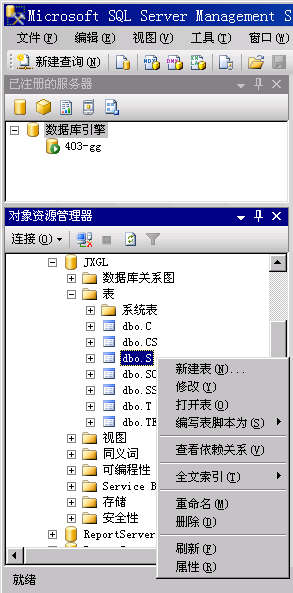 Microsoft SQL Server Management S
文件(F) 编辑(E) 视图(V) 工具(T) 窗口(W)
新建查询(N)
已注册的服务器
数据库引擎
403-gg
对象资源管理器
连接(O)
JXGL
数据库关系图
表
系统表
dbo.C
dbo.CS
dbo.S
dbo.SC
dbo.SS
dbo.T
dbo.TE
视图
同义词
可编程性
Service B
存储
安全性
ReportServer
新建表(N)...
修改(Y)
打开表(O)
编写表脚本为(S)
查看依赖关系(V)
全文索引(T)
重命名(M)
删除(D)
刷新(F)
属性(R)
就绪